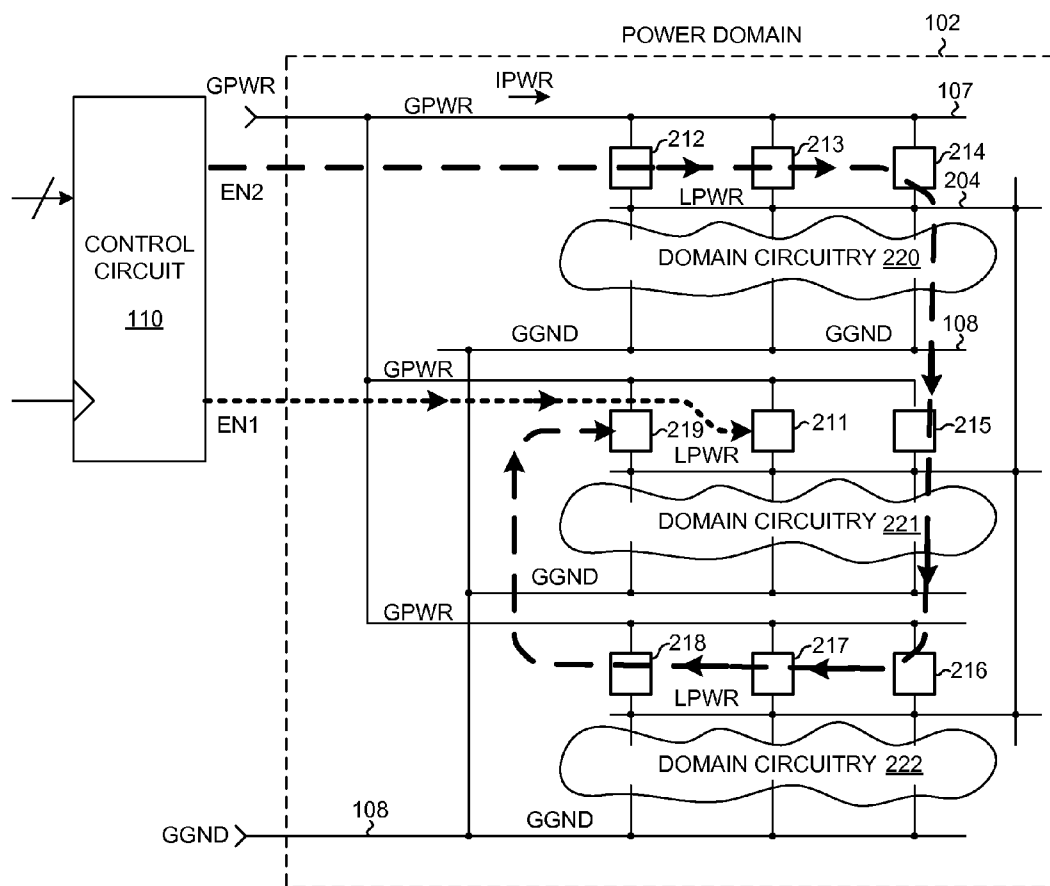 POWER DOMAIN
102
GPWR
IPWR
GPWR
107
212
213
214
EN2
LPWR
204
CONTROL
CIRCUIT
110
DOMAIN CIRCUITRY 220
GGND
GGND
108
GPWR
EN1
219
211
215
LPWR
DOMAIN CIRCUITRY 221
GGND
GPWR
218
217
216
LPWR
DOMAIN CIRCUITRY 222
108
GGND
GGND